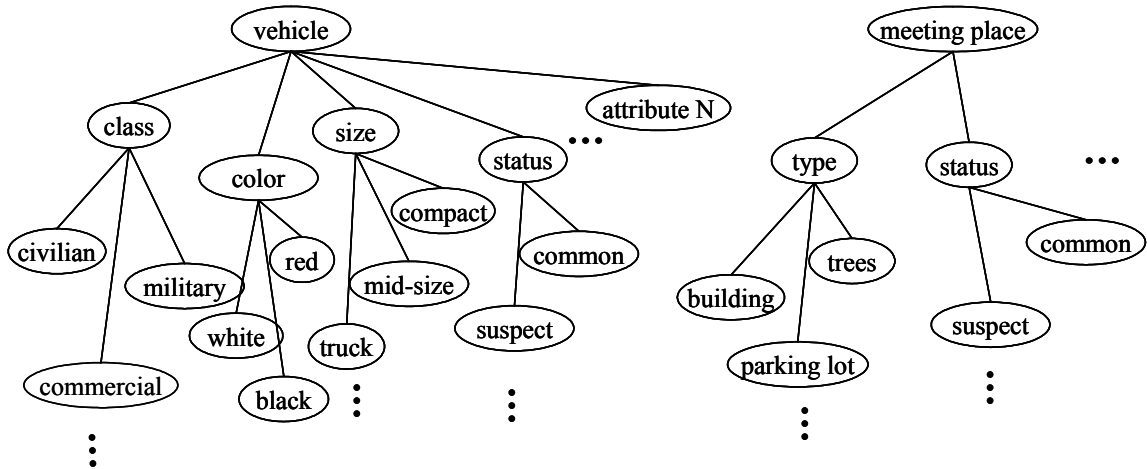 vehicle
class
civilian
commercial
military
color
white
black
red
size
truck
mid-size
compact
status
suspect
common
...
attribute N
meeting place
type
building
parking lot
trees
status
suspect
common
...